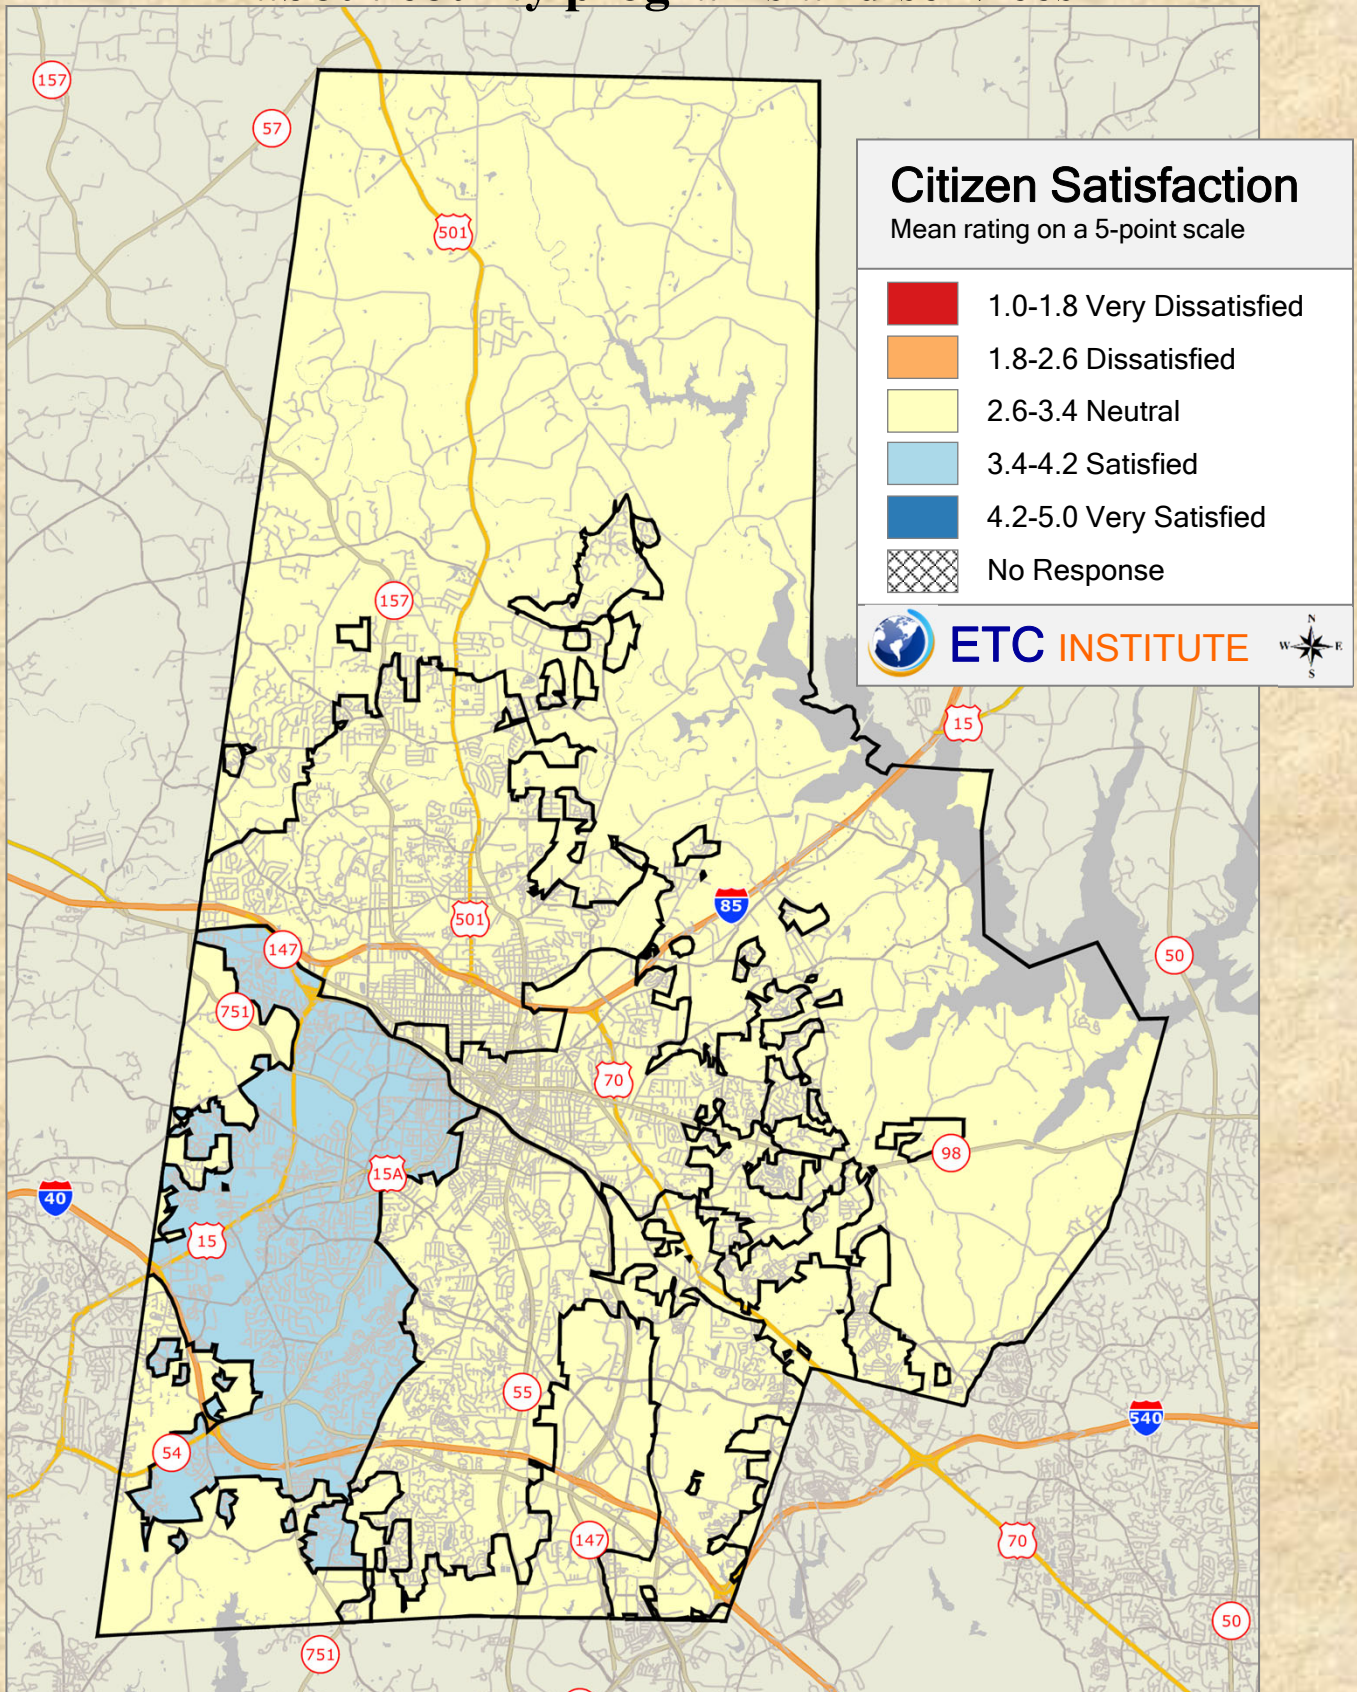 157
57
501
Citizen Satisfaction
Mean rating on a 5-point scale
1.0-1.8 Very Dissatisfied
1.8-2.6 Dissatisfied
2.6-3.4 Neutral
3.4-4.2 Satisfied
4.2-5.0 Very Satisfied
No Response
ETC INSTITUTE
N
W
E
S
157
15
85
501
147
50
751
70
98
15A
40
15
55
540
54
147
70
50
751